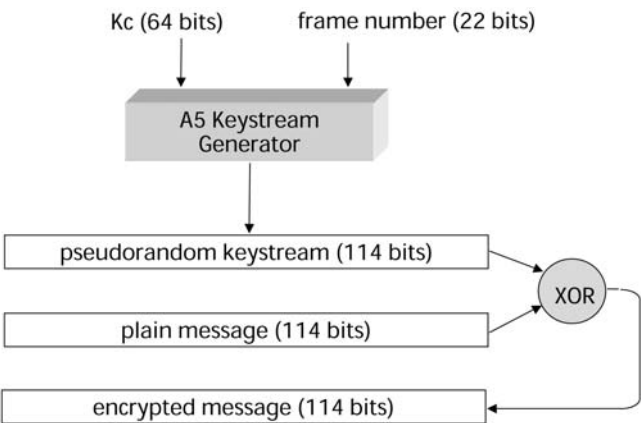 Kc (64 bits)
frame number (22 bits)
A5 Keystream
Generator
pseudorandom keystream (114 bits)
XOR
plain message (114 bits)
encrypted message (114 bits)